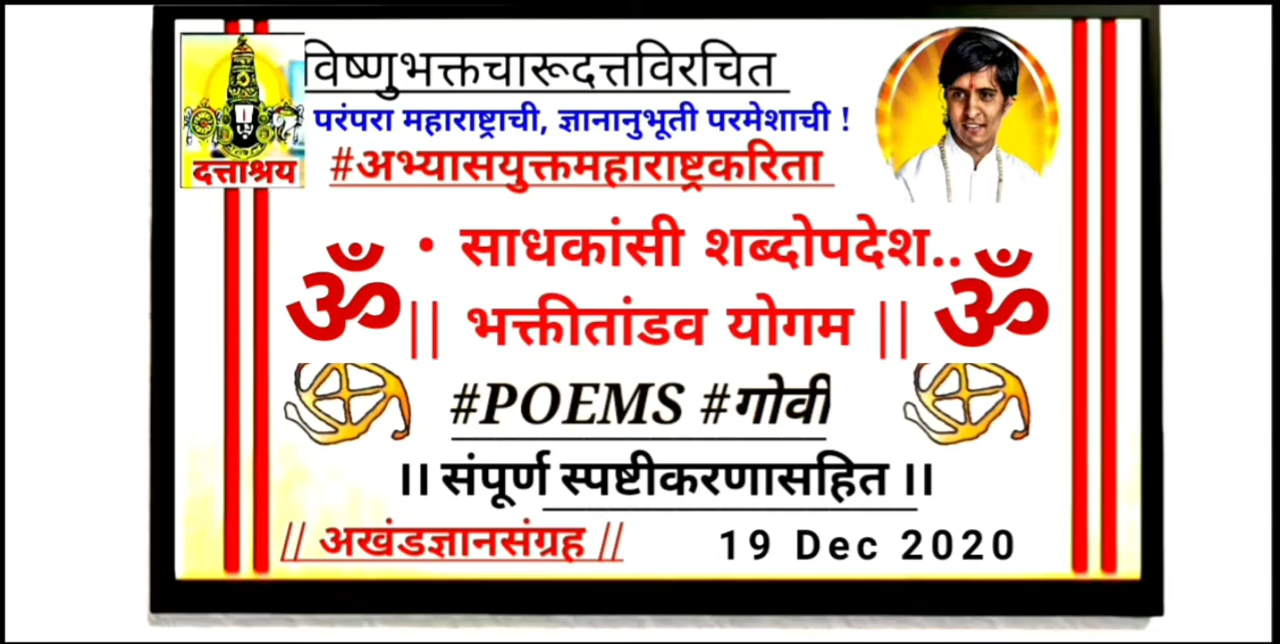 विष्णुभक्तचारूदत्तविरचित
परंपरा महाराष्ट्राची, ज्ञानानुभूती परमेशाची !
दत्ताश्रय
#अभ्यासयुक्तमहाराष्ट्रकरिता
• साधकांसी शब्दोपदेश..
ॐ || भक्तीतांडव योगम || ॐ
#POEMS #गोवी
।। संपूर्ण स्पष्टीकरणासहित ।।
// अखंडज्ञानसंग्रह // 19 Dec 2020